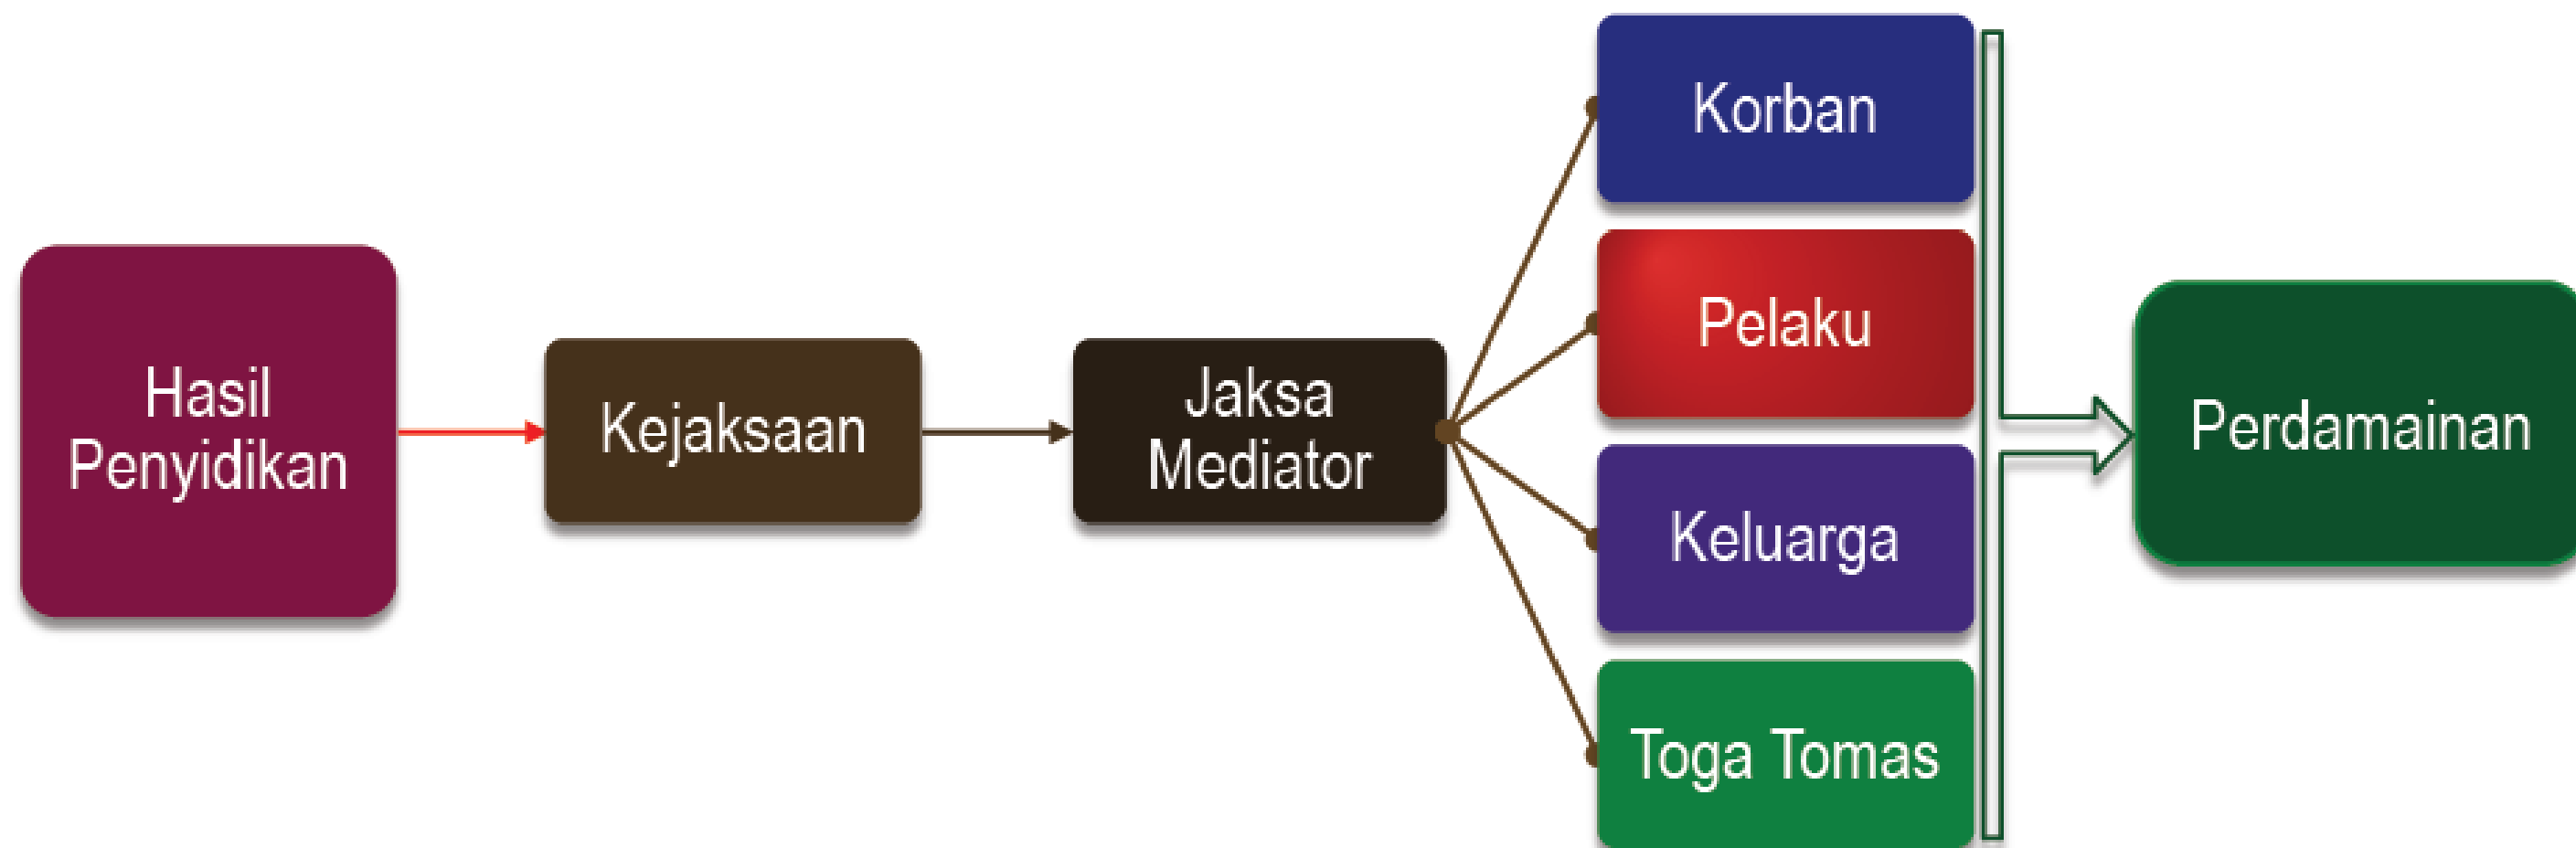 Hasil
Penyidikan
Kejaksaan
Jaksa
Mediator
Korban
Pelaku
Keluarga
Toga Tomas
Perdamainan